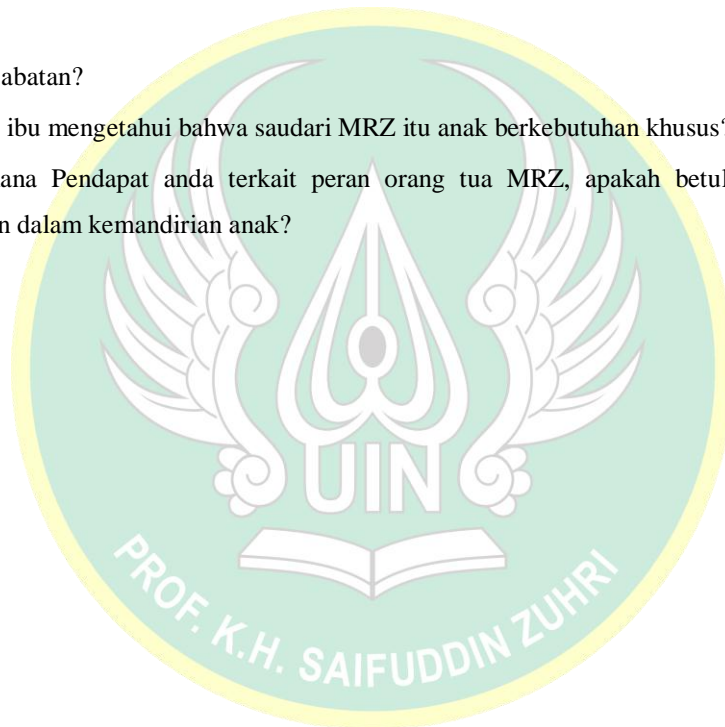 abatan?
ibu mengetahui bahwa saudari MRZ itu anak berkebutuhan khusus?
ana Pendapat anda terkait peran orang tua MRZ, apakah betul
n dalam kemandirian anak?
UIN
PROF. K.H. SAIFUDDIN ZUHRI